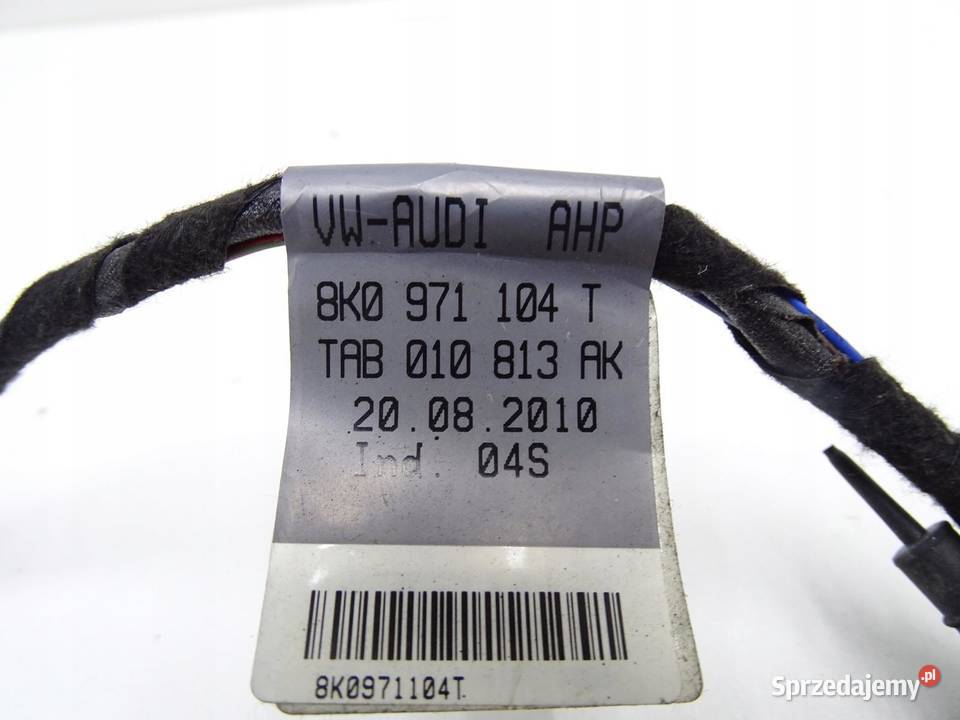 VW-AUDI AHP
8K0 971 104 T
TAB 010 813 AK
20.08.2010
Ind. 04S
8K0971104T
Sprzedajemy.pl